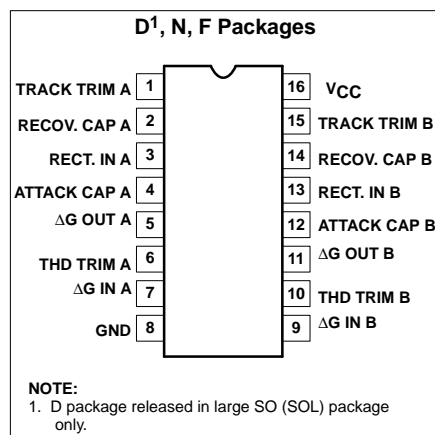 D1, N, F Packages
TRACK TRIM A 1
RECOV. CAP A 2
RECT. IN A 3
ATTACK CAP A 4
ΔG OUT A 5
THD TRIM A 6
ΔG IN A 7
GND 8
16 VCC
15 TRACK TRIM B
14 RECOV. CAP B
13 RECT. IN B
12 ATTACK CAP B
11 ΔG OUT B
10 THD TRIM B
9 ΔG IN B
NOTE:
1. D package released in large SO (SOL) package
only.